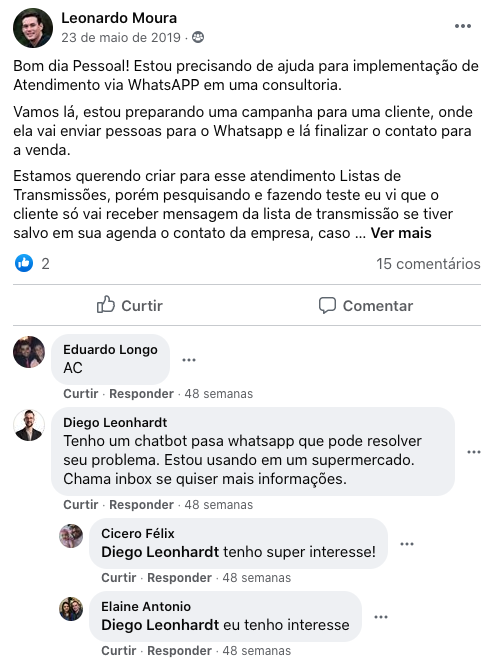 Leonardo Moura
23 de maio de 2019 ·
Bom dia Pessoal! Estou precisando de ajuda para implementação de
Atendimento via WhatsAPP em uma consultoria.
Vamos lá, estou preparando uma campanha para uma cliente, onde
ela vai enviar pessoas para o Whatsapp e lá finalizar o contato para
a venda.
Estamos querendo criar para esse atendimento Listas de
Transmissões, porém pesquisando e fazendo teste eu vi que o
cliente só vai receber mensagem da lista de transmissão se tiver
salvo em sua agenda o contato da empresa, caso ... Ver mais
2 15 comentários
Curtir Comentar
Eduardo Longo
AC
Curtir · Responder · 48 semanas
Diego Leonhardt
Tenho um chatbot pasa whatsapp que pode resolver
seu problema. Estou usando em um supermercado.
Chama inbox se quiser mais informações.
Curtir · Responder · 48 semanas
Cicero Félix
Diego Leonhardt tenho super interesse!
Curtir · Responder · 48 semanas
Elaine Antonio
Diego Leonhardt eu tenho interesse
Curtir · Responder · 48 semanas